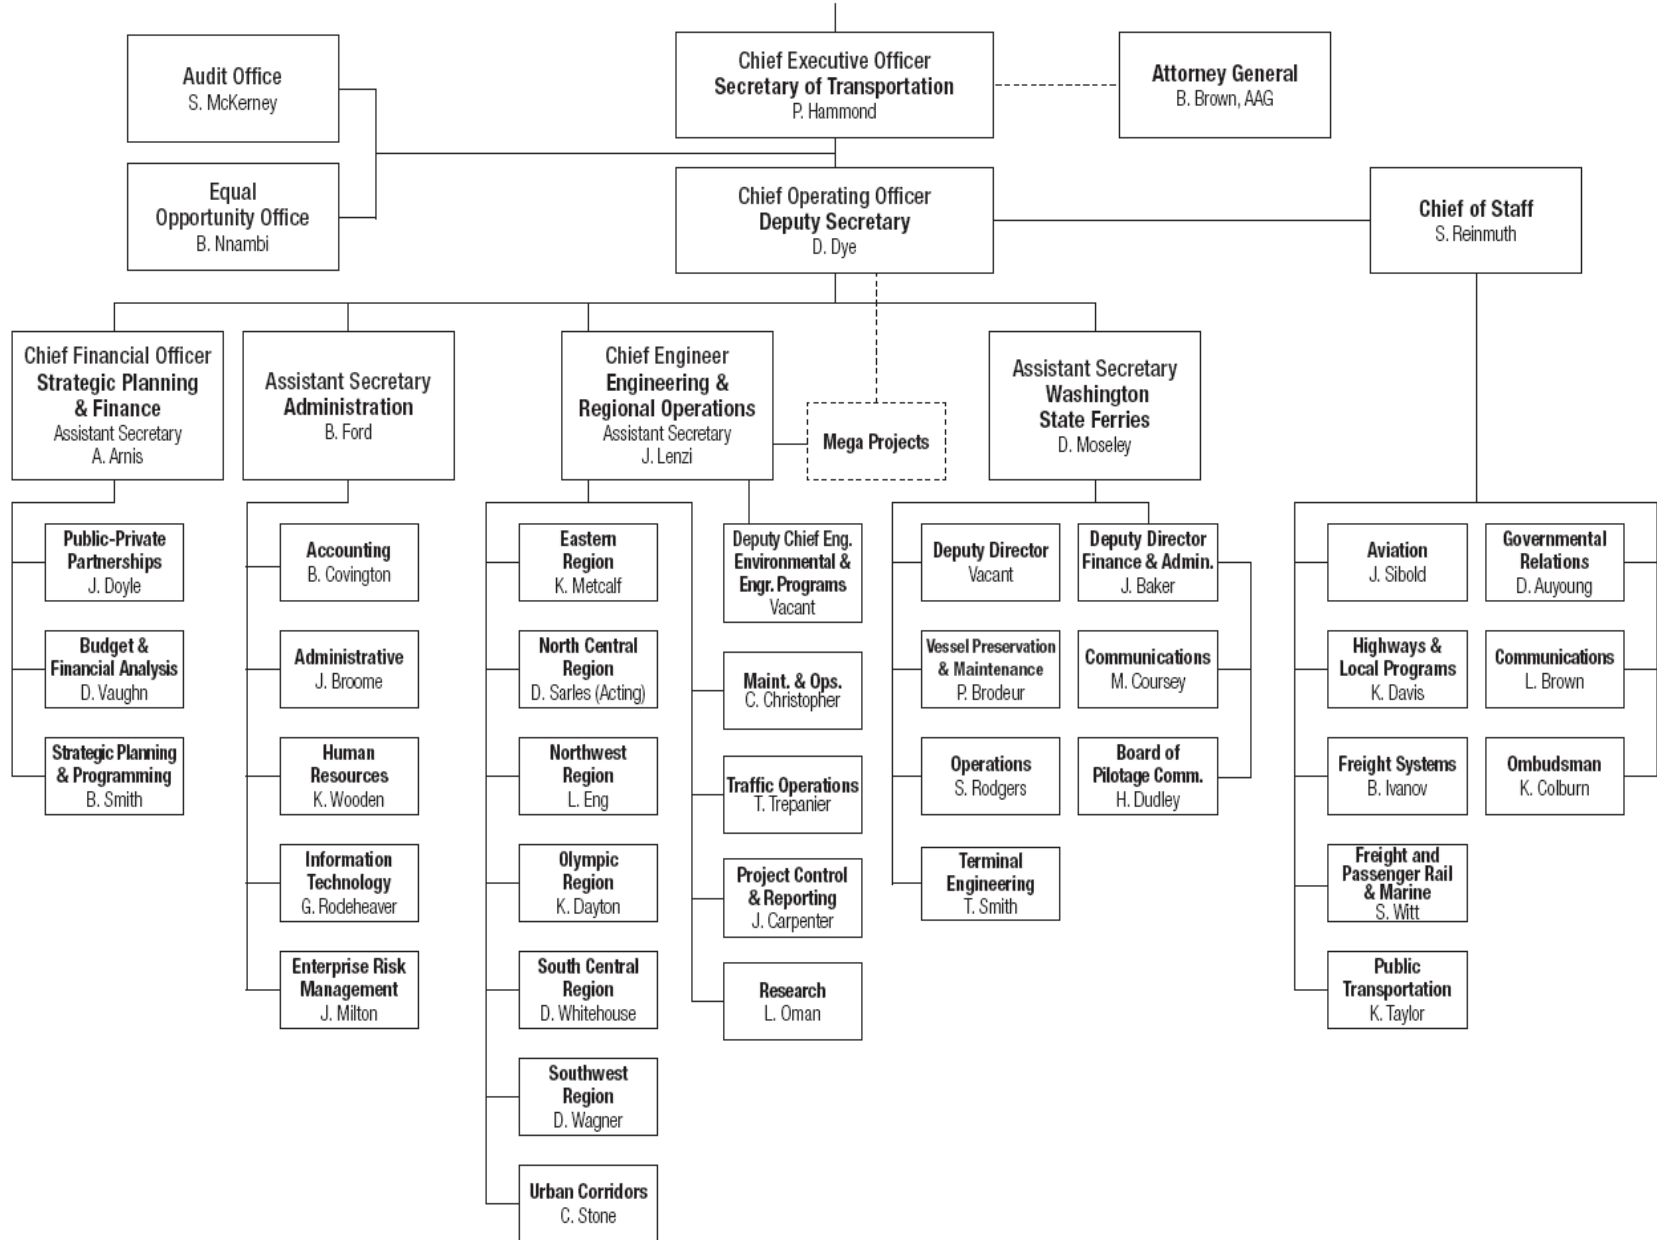 Audit Office
S. McKerney
Chief Executive Officer
Secretary of Transportation
P. Hammond
Attorney General
B. Brown, AAG
Equal
Opportunity Office
B. Nnambi
Chief Operating Officer
Deputy Secretary
D. Dye
Chief of Staff
S. Reinmuth
Chief Financial Officer
Strategic Planning
& Finance
Assistant Secretary
A. Arnis
Assistant Secretary
Administration
B. Ford
Chief Engineer
Engineering &
Regional Operations
Assistant Secretary
J. Lenzi
Mega Projects
Assistant Secretary
Washington
State Ferries
D. Moseley
Public-Private
Partnerships
J. Doyle
Budget &
Financial Analysis
D. Vaughn
Strategic Planning
& Programming
B. Smith
Accounting
B. Covington
Administrative
J. Broome
Human
Resources
K. Wooden
Information
Technology
G. Rodeheaver
Enterprise Risk
Management
J. Milton
Eastern
Region
K. Metcalf
North Central
Region
D. Sarles (Acting)
Northwest
Region
L. Eng
Olympic
Region
K. Dayton
South Central
Region
D. Whitehouse
Southwest
Region
D. Wagner
Urban Corridors
C. Stone
Deputy Chief Eng.
Environmental &
Engr. Programs
Vacant
Maint. & Ops.
C. Christopher
Traffic Operations
T. Trepanier
Project Control
& Reporting
J. Carpenter
Research
L. Oman
Deputy Director
Vacant
Vessel Preservation
& Maintenance
P. Brodeur
Operations
S. Rodgers
Terminal
Engineering
T. Smith
Deputy Director
Finance & Admin.
J. Baker
Communications
M. Coursey
Board of
Pilotage Comm.
H. Dudley
Aviation
J. Sibold
Highways &
Local Programs
K. Davis
Freight Systems
B. Ivanov
Freight and
Passenger Rail
& Marine
S. Witt
Public
Transportation
K. Taylor
Governmental
Relations
D. Auyoung
Communications
L. Brown
Ombudsman
K. Colburn